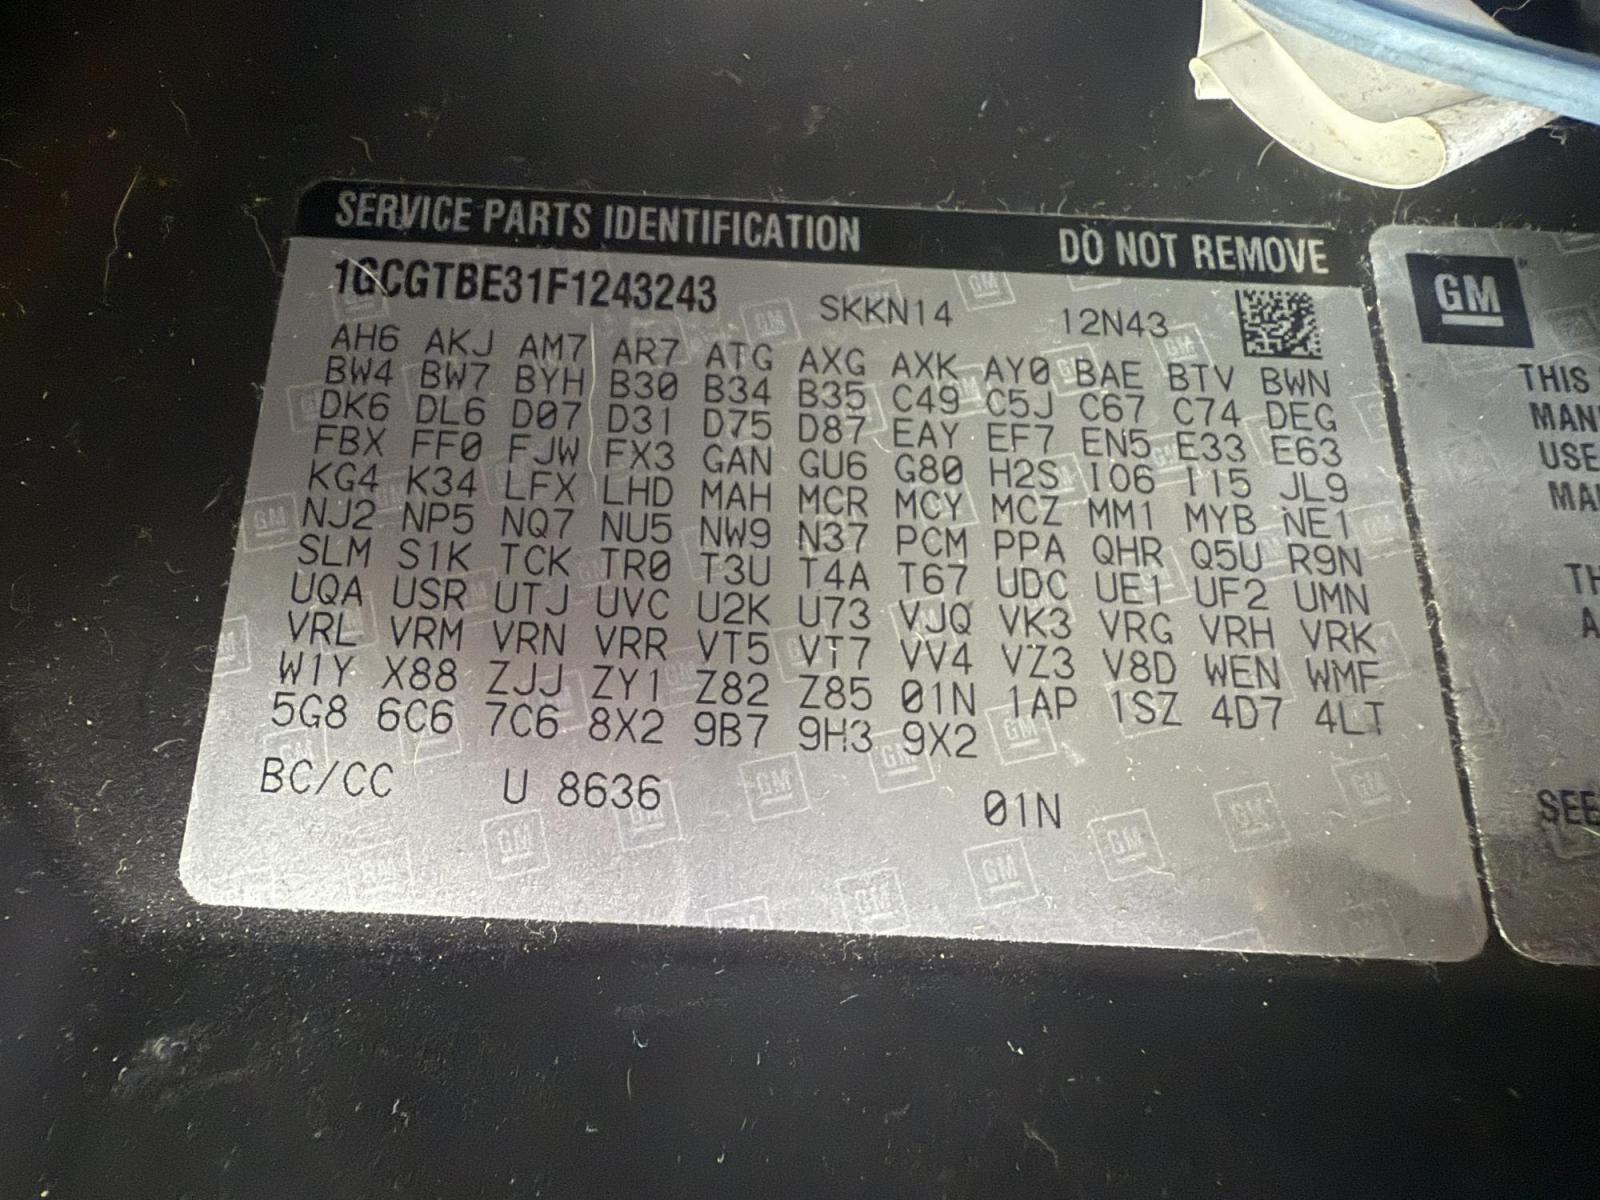 SERVICE PARTS IDENTIFICATION DO NOT REMOVE
1GCGTBE31F1243243 SKKN14 12N43
AH6 AKJ AM7 AR7 ATG AXG AXK AY0 BAE BTV BWN
BW4 BW7 BYH B30 B34 B35 C49 C5J C67 C74 DEG
DK6 DL6 D07 D31 D75 D87 EAY EF7 EN5 E33 E63
FBX FF0 FJW FX3 GAN GU6 G80 H2S I06 I15 JL9
KG4 K34 LFX LHD MAH MCR MCY MCZ MM1 MYB NE1
NJ2 NP5 NQ7 NU5 NW9 N37 PCM PPA QHR Q5U R9N
SLM S1K TCK TR0 T3U T4A T67 UDC UE1 UF2 UMN
UQA USR UTJ UVC U2K U73 VJQ VK3 VRG VRH VRK
VRL VRM VRN VRR VT5 VT7 VV4 VZ3 V8D WEN WMF
W1Y X88 ZJJ ZY1 Z82 Z85 01N 1AP 1SZ 4D7 4LT
5G8 6C6 7C6 8X2 9B7 9H3 9X2
BC/CC U 8636 01N
GM
THIS
MAN
USE
MA
TH
A
SEE